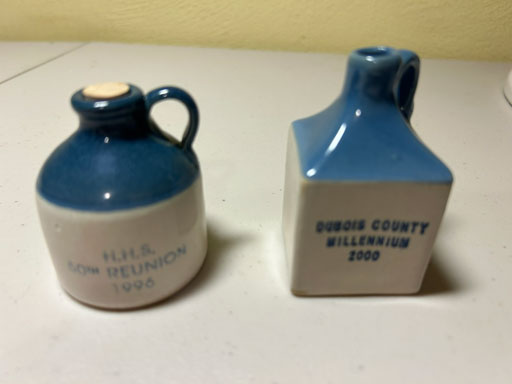 H.H.S.
50TH REUNION
1996
DUBOIS COUNTY
MILLENNIUM
2000